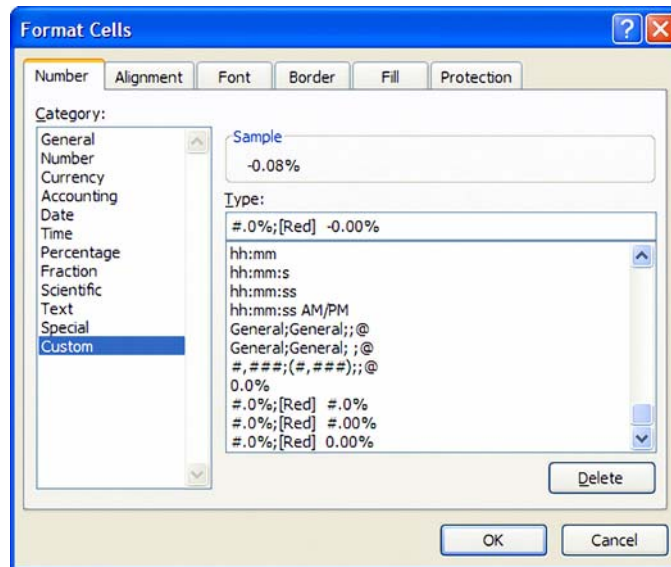 Format Cells
Number
Alignment
Font
Border
Fill
Protection
Category:
General
Number
Currency
Accounting
Date
Time
Percentage
Fraction
Scientific
Text
Special
Custom
Sample
-0.08%
Type:
#.0%;[Red] -0.00%
hh:mm
hh:mm:s
hh:mm:ss
hh:mm:ss AM/PM
General;General;;@
General;General; ;@
#,###;(#,###);;@
0.0%
#.0%;[Red] #.0%
#.0%;[Red] #.00%
#.0%;[Red] 0.00%
Delete
OK
Cancel